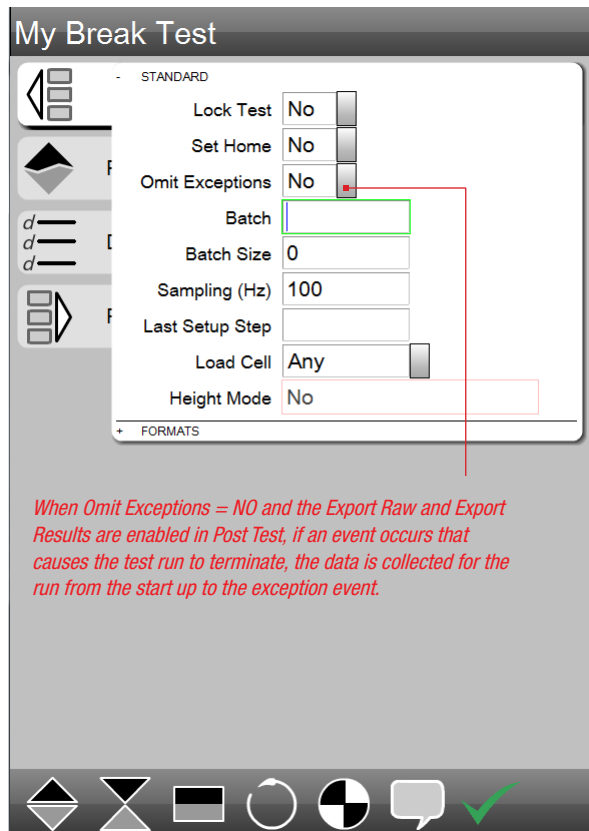 My Break Test
- STANDARD
Lock Test No
Set Home No
Omit Exceptions No
Batch
Batch Size 0
Sampling (Hz) 100
Last Setup Step
Load Cell Any
Height Mode No
+ FORMATS
d
d
d
When Omit Exceptions = NO and the Export Raw and Export
Results are enabled in Post Test, if an event occurs that
causes the test run to terminate, the data is collected for the
run from the start up to the exception event.